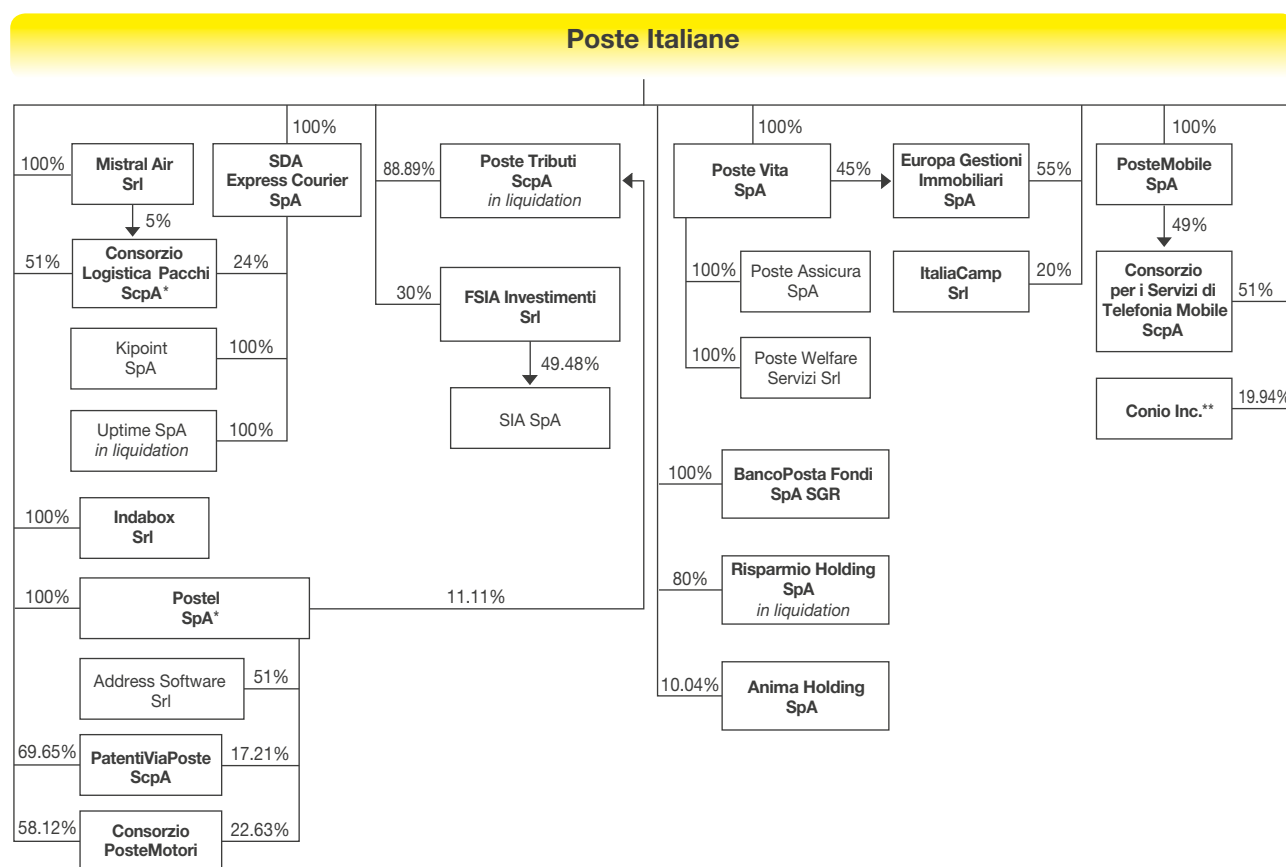 Poste Italiane
100%
Mistral Air
Srl
5%
51%
Consorzio
Logistica Pacchi
ScpA*
24%
100%
SDA
Express Courier
SpA
Kipoint
SpA
100%
Uptime SpA
in liquidation
100%
100%
Indabox
Srl
100%
Postel
SpA*
11.11%
Address Software
Srl
51%
69.65%
PatentiViaPoste
ScpA
17.21%
58.12%
Consorzio
PosteMotori
22.63%
88.89%
Poste Tributi
ScpA
in liquidation
30%
FSIA Investimenti
Srl
49.48%
SIA SpA
100%
Poste Vita
SpA
45%
Europa Gestioni
Immobiliari
SpA
55%
100%
Poste Assicura
SpA
100%
Poste Welfare
Servizi Srl
ItaliaCamp
Srl
20%
100%
BancoPosta Fondi
SpA SGR
80%
Risparmio Holding
SpA
in liquidation
10.04%
Anima Holding
SpA
100%
PosteMobile
SpA
49%
Consorzio
per i Servizi di
Telefonia Mobile
ScpA
51%
Conio Inc.**
19.94%